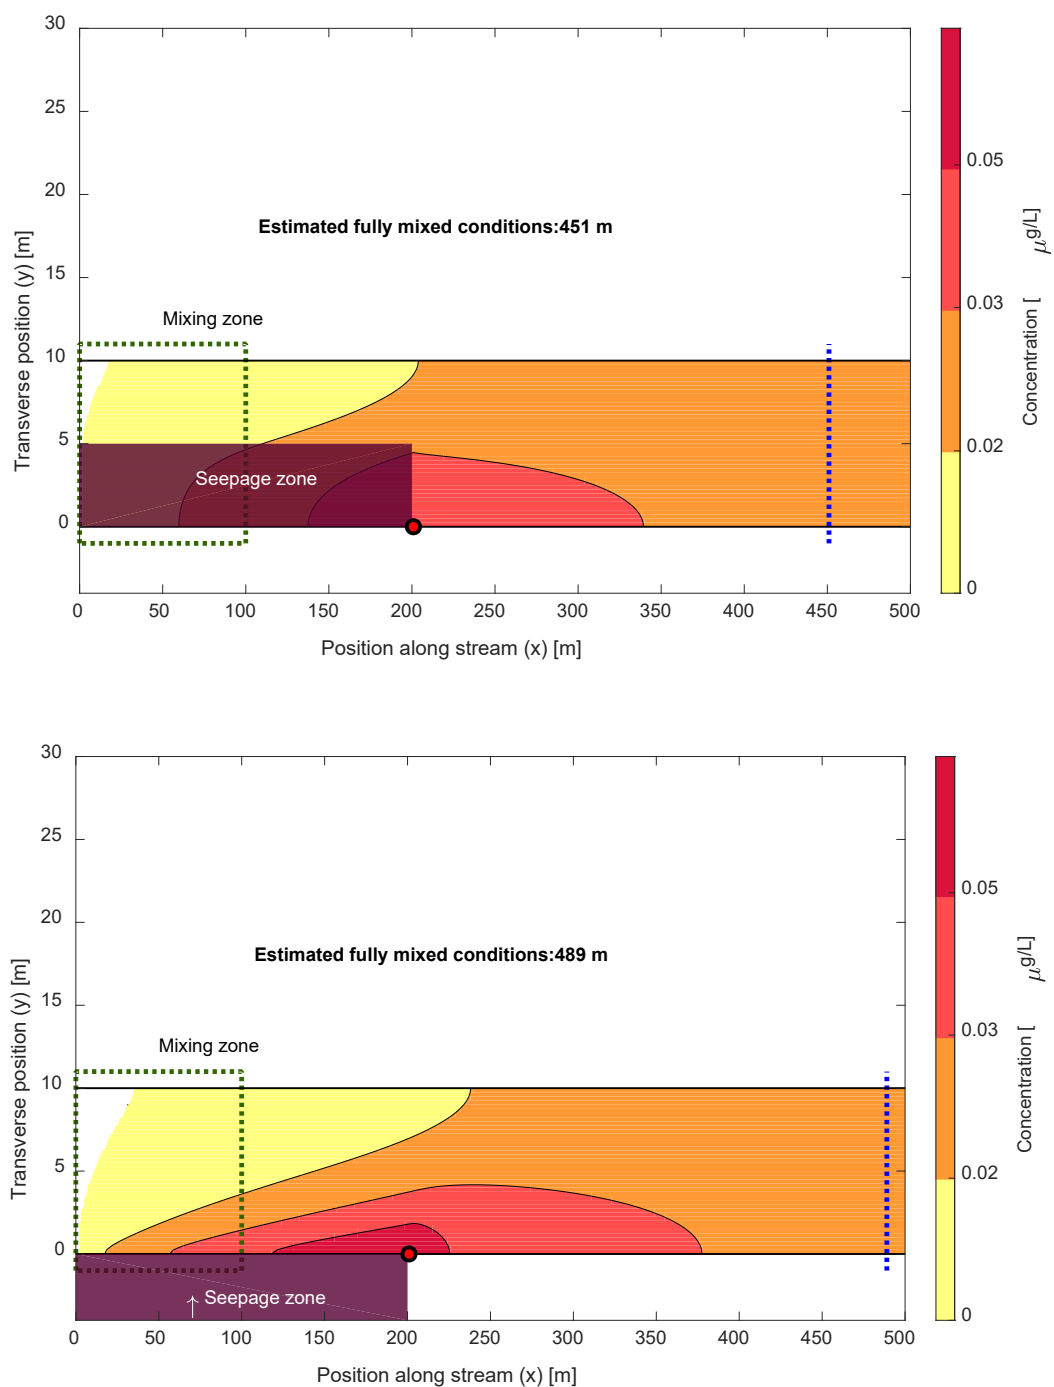 30
25
20
15
10
5
0
Transverse position (y) [m]
Estimated fully mixed conditions:451 m
Mixing zone
Seepage zone
0 50 100 150 200 250 300 350 400 450 500
Position along stream (x) [m]
0.05
0.03
0.02
0
Concentration [ μg/L]
30
25
20
15
10
5
0
Transverse position (y) [m]
Estimated fully mixed conditions:489 m
Mixing zone
↑ Seepage zone
0 50 100 150 200 250 300 350 400 450 500
Position along stream (x) [m]
0.05
0.03
0.02
0
Concentration [ μg/L]